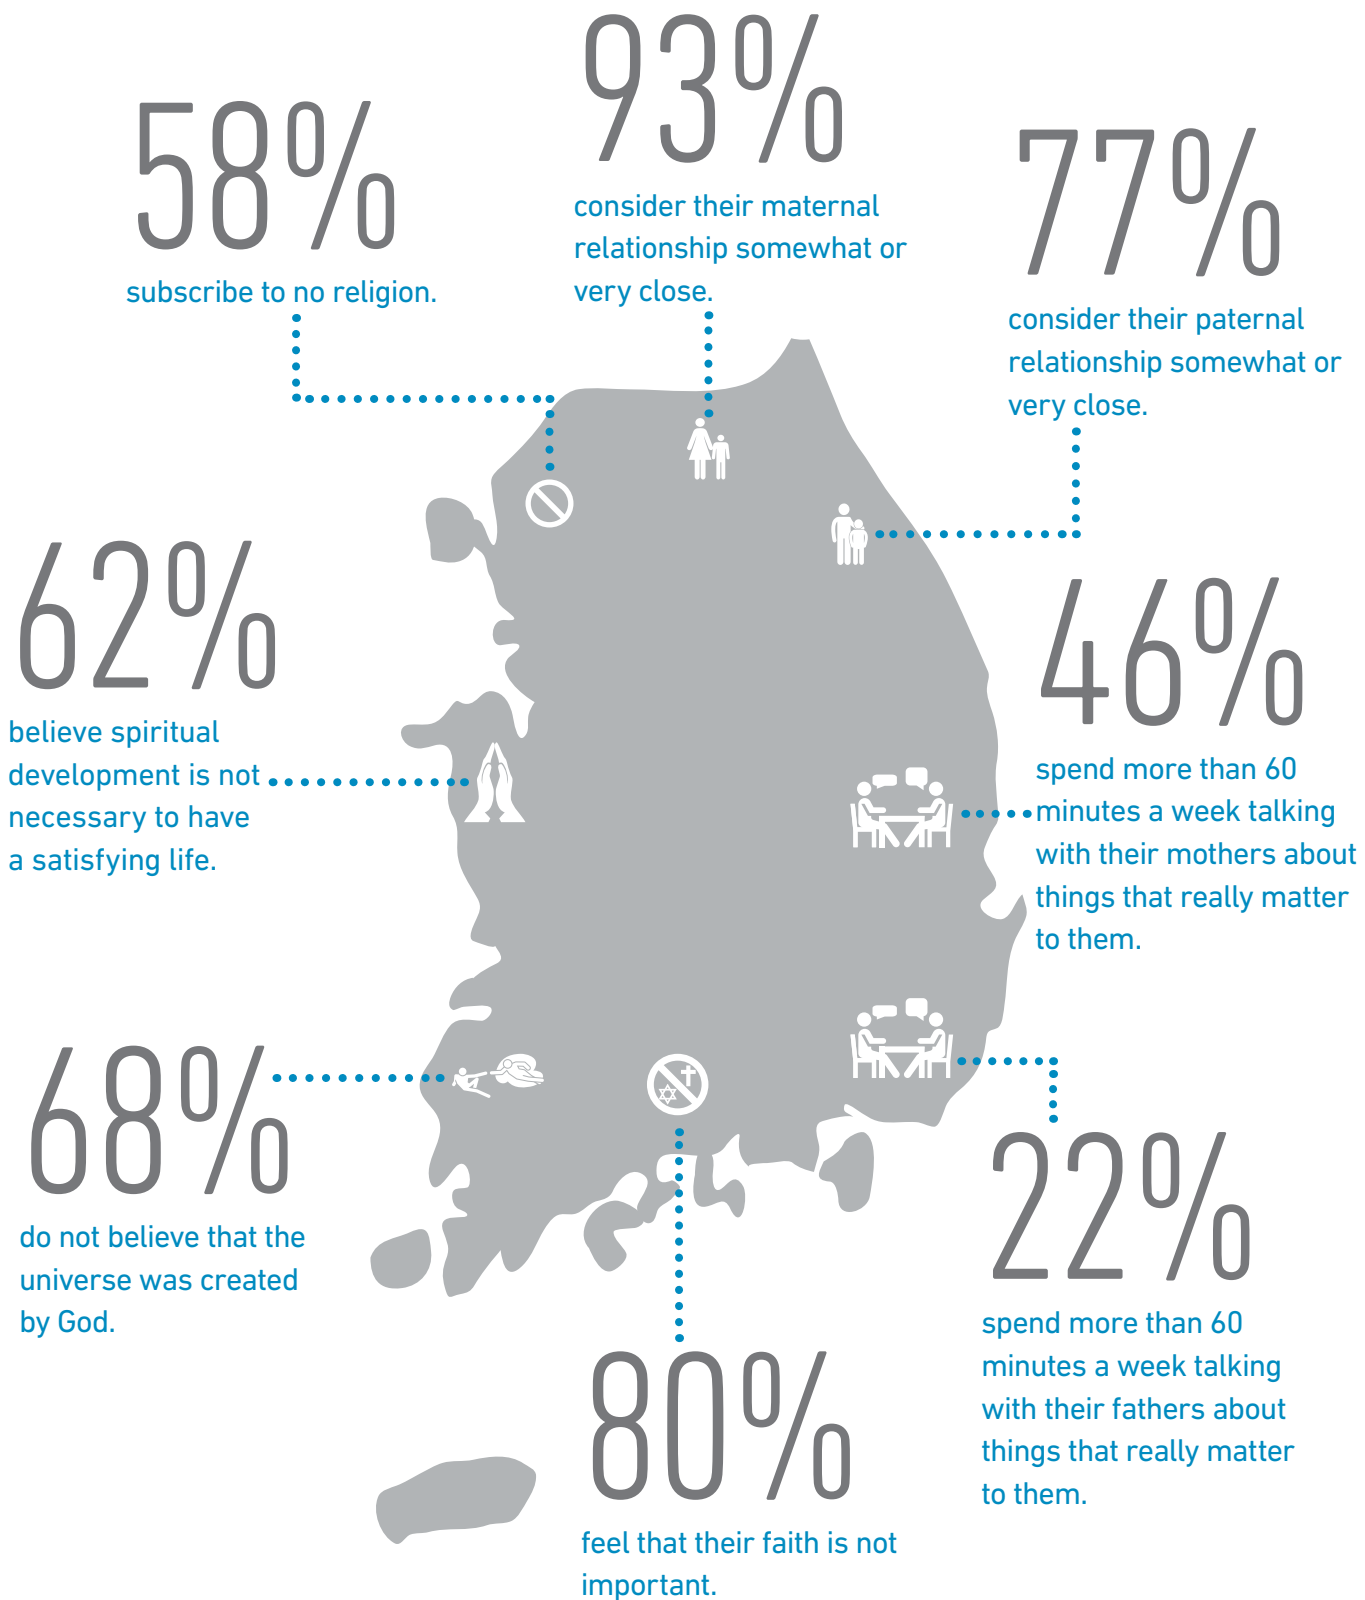 93%
consider their maternal
relationship somewhat or
very close.
58%
subscribe to no religion.
77%
consider their paternal
relationship somewhat or
very close.
62%
believe spiritual
development is not
necessary to have
a satisfying life.
46%
spend more than 60
minutes a week talking
with their mothers about
things that really matter
to them.
68%
do not believe that the
universe was created
by God.
22%
spend more than 60
minutes a week talking
with their fathers about
things that really matter
to them.
80%
feel that their faith is not
important.